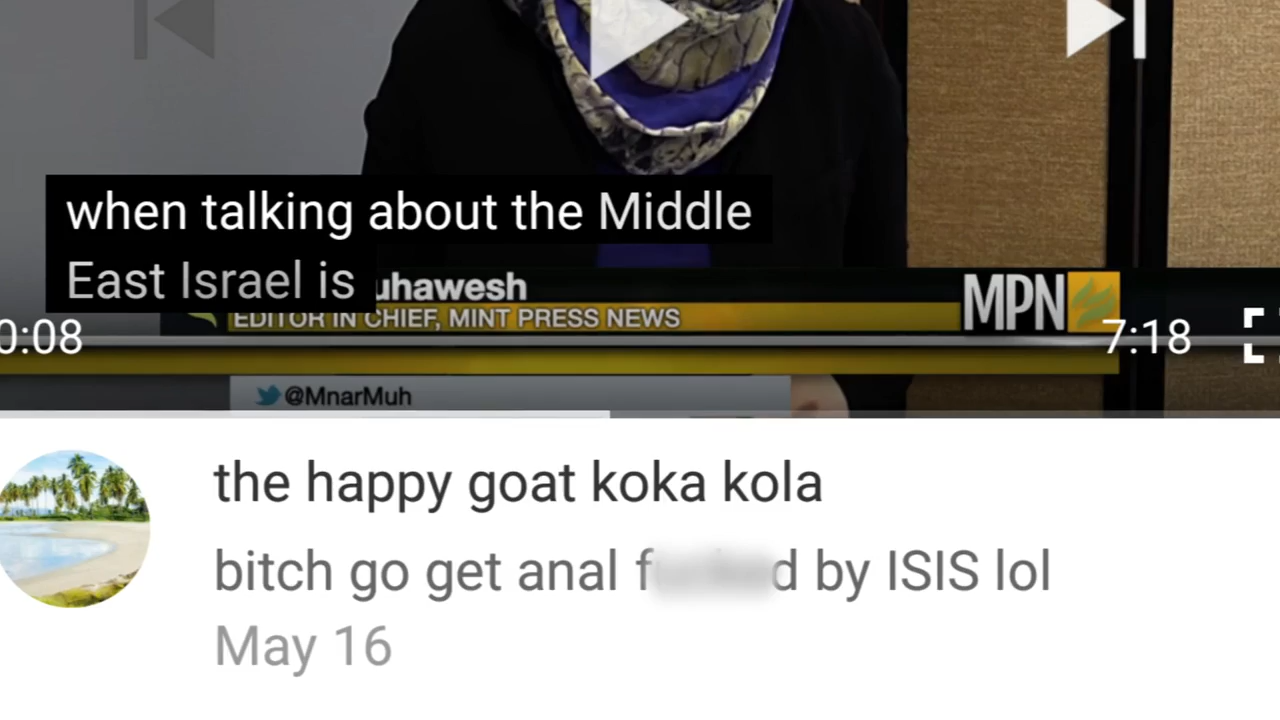 when talking about the Middle
East Israel is
uhawesh
EDITOR IN CHIEF, MINT PRESS NEWS
MPN
0:08
7:18
@MnarMuh
the happy goat koka kola
bitch go get anal by ISIS lol
May 16